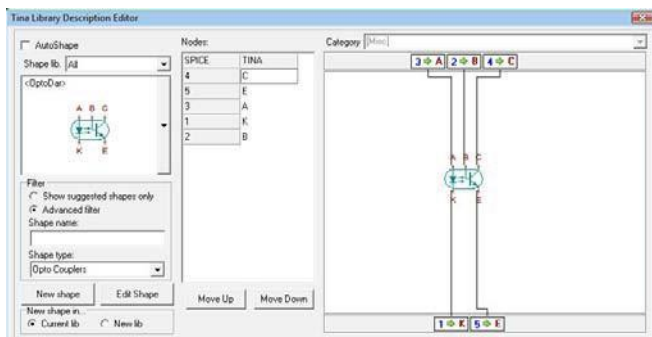 Tina Library Description Editor
AutoShape
Shape lib. All
<OptoDar>
A B C
K E
Filter
Show suggested shapes only
Advanced filter
Shape name:
Shape type:
Opto Couplers
New shape Edit Shape
New shape in...
Current lib New lib
Nodes:
SPICE TINA
4 C
5 E
3 A
1 K
2 B
Move Up Move Down
Category [Misc]
3 A 2 B 4 C
A B C
K E
1 K 5 E